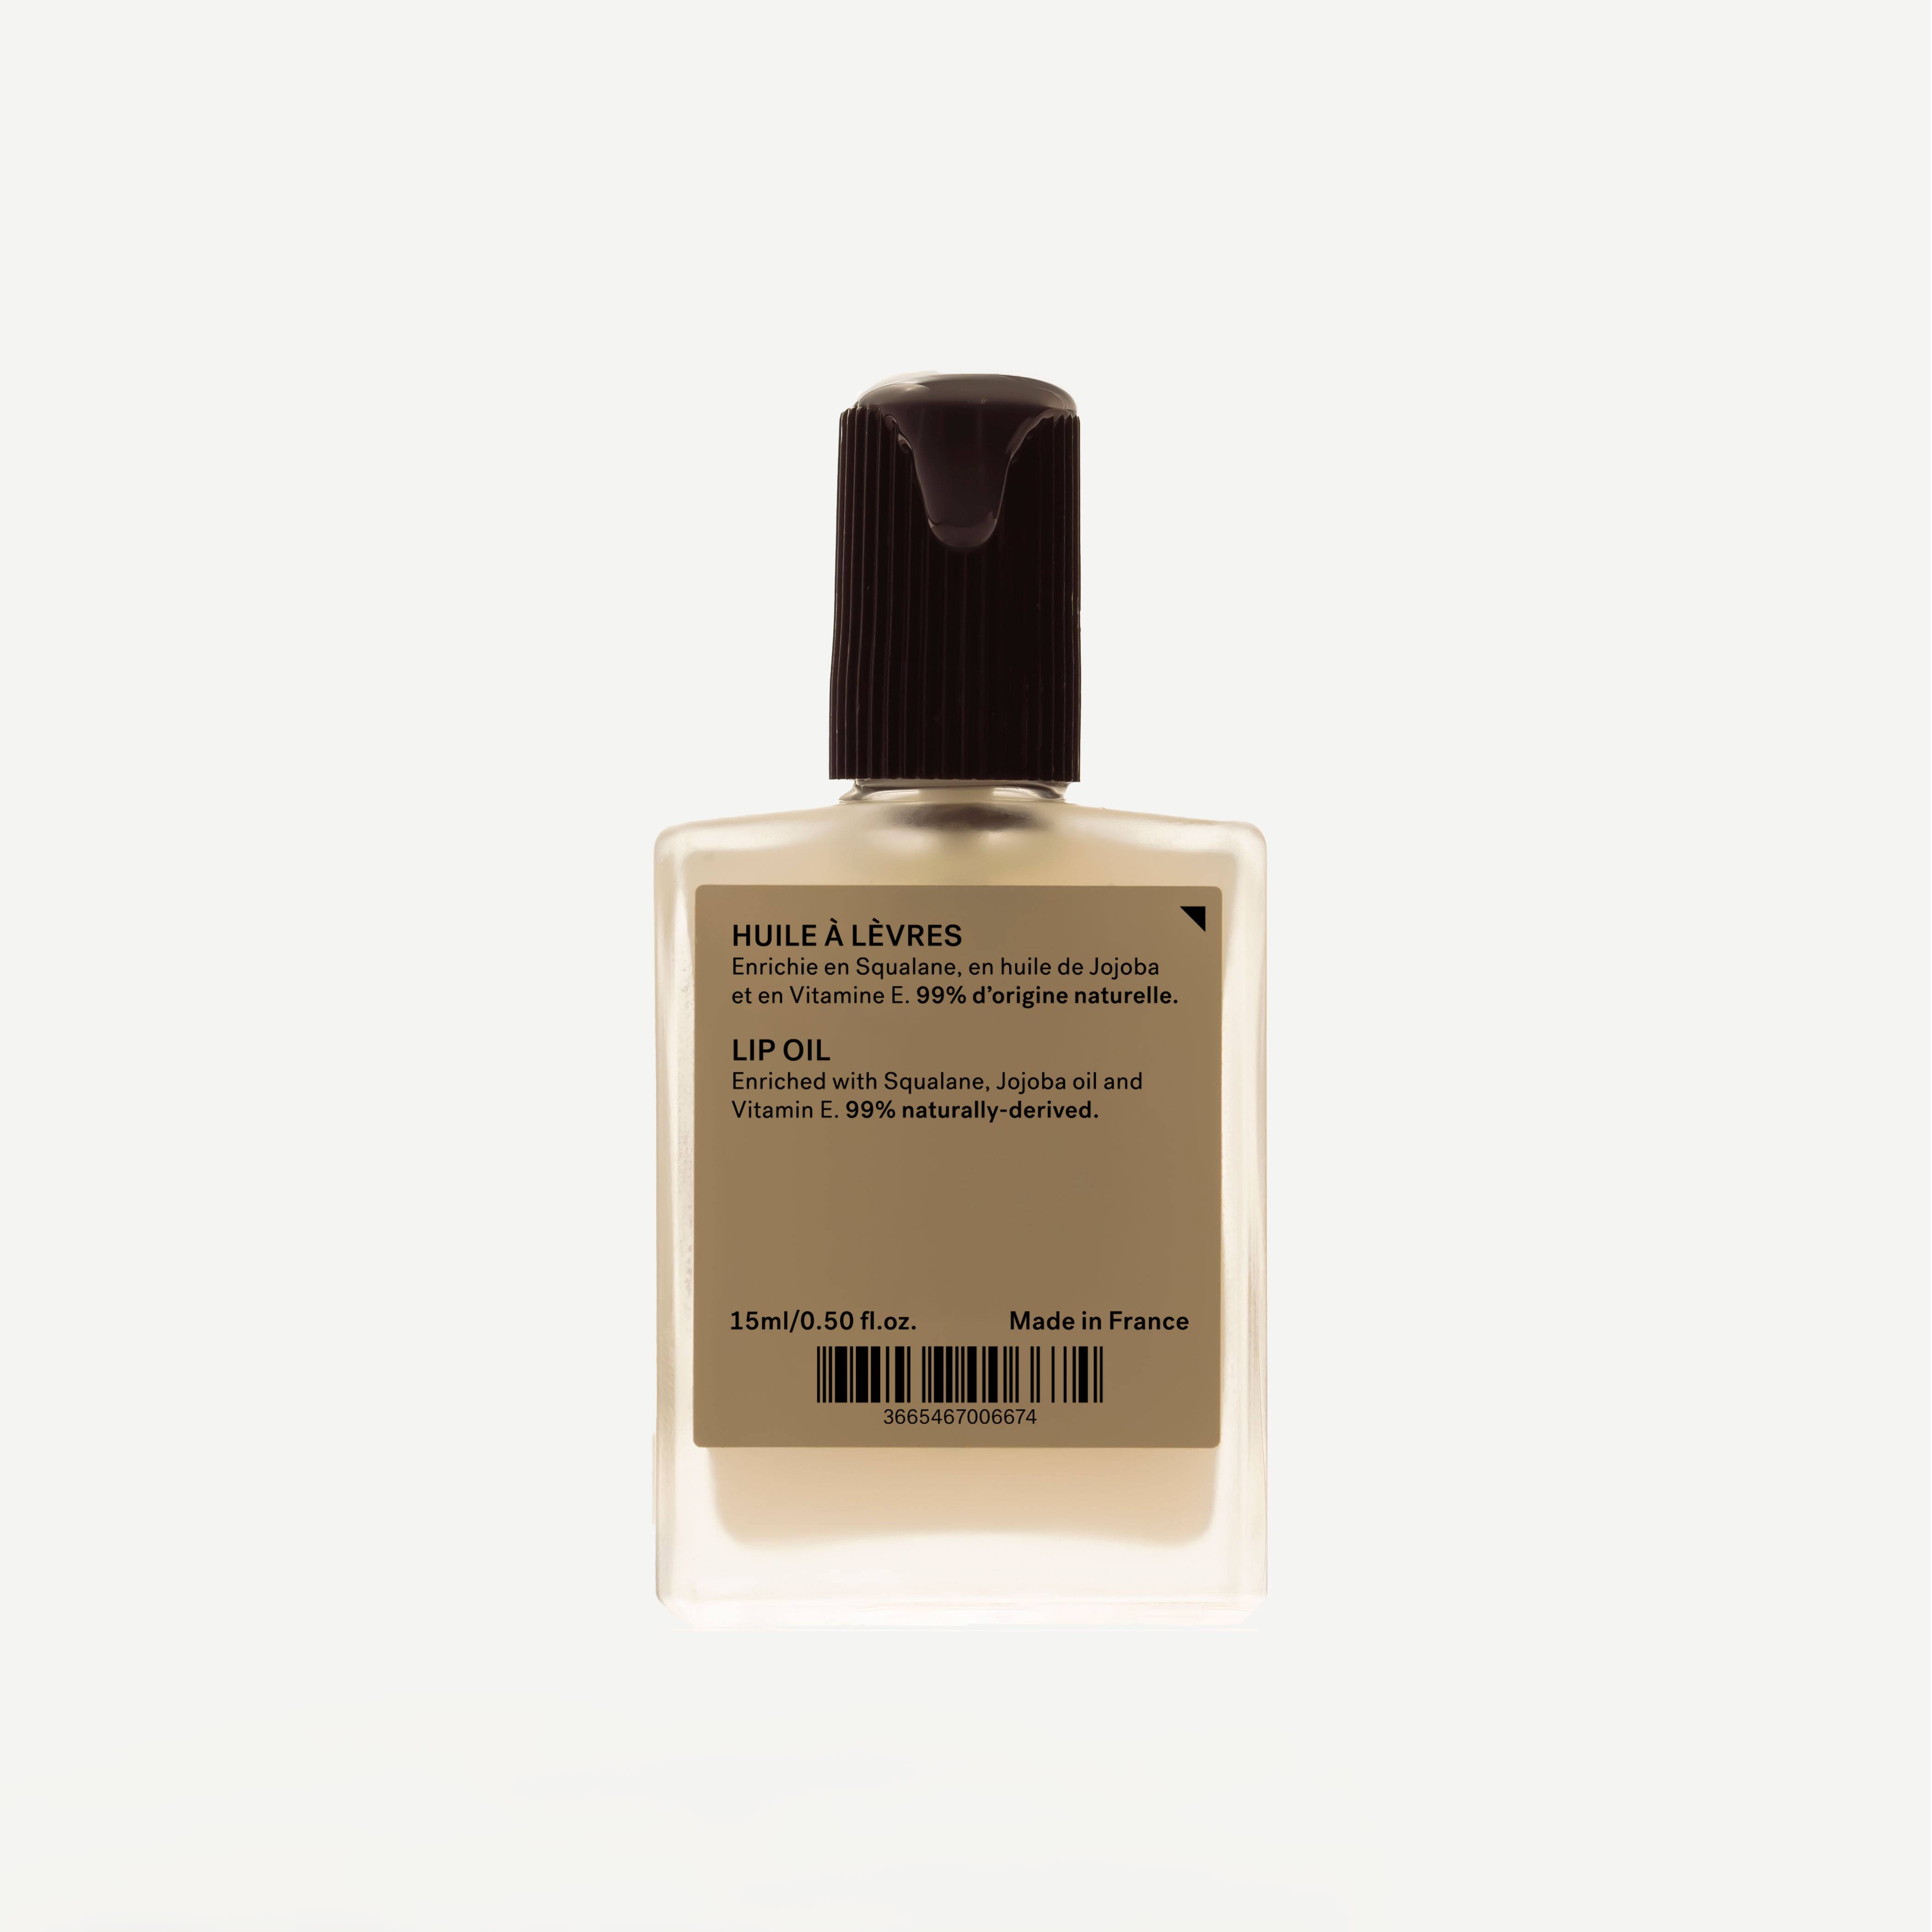 HUILE À LÈVRES
Enrichie en Squalane, en huile de Jojoba
et en Vitamine E. 99% d’origine naturelle.
LIP OIL
Enriched with Squalane, Jojoba oil and
Vitamin E. 99% naturally-derived.
15ml/0.50 fl.oz. Made in France
3665467006674